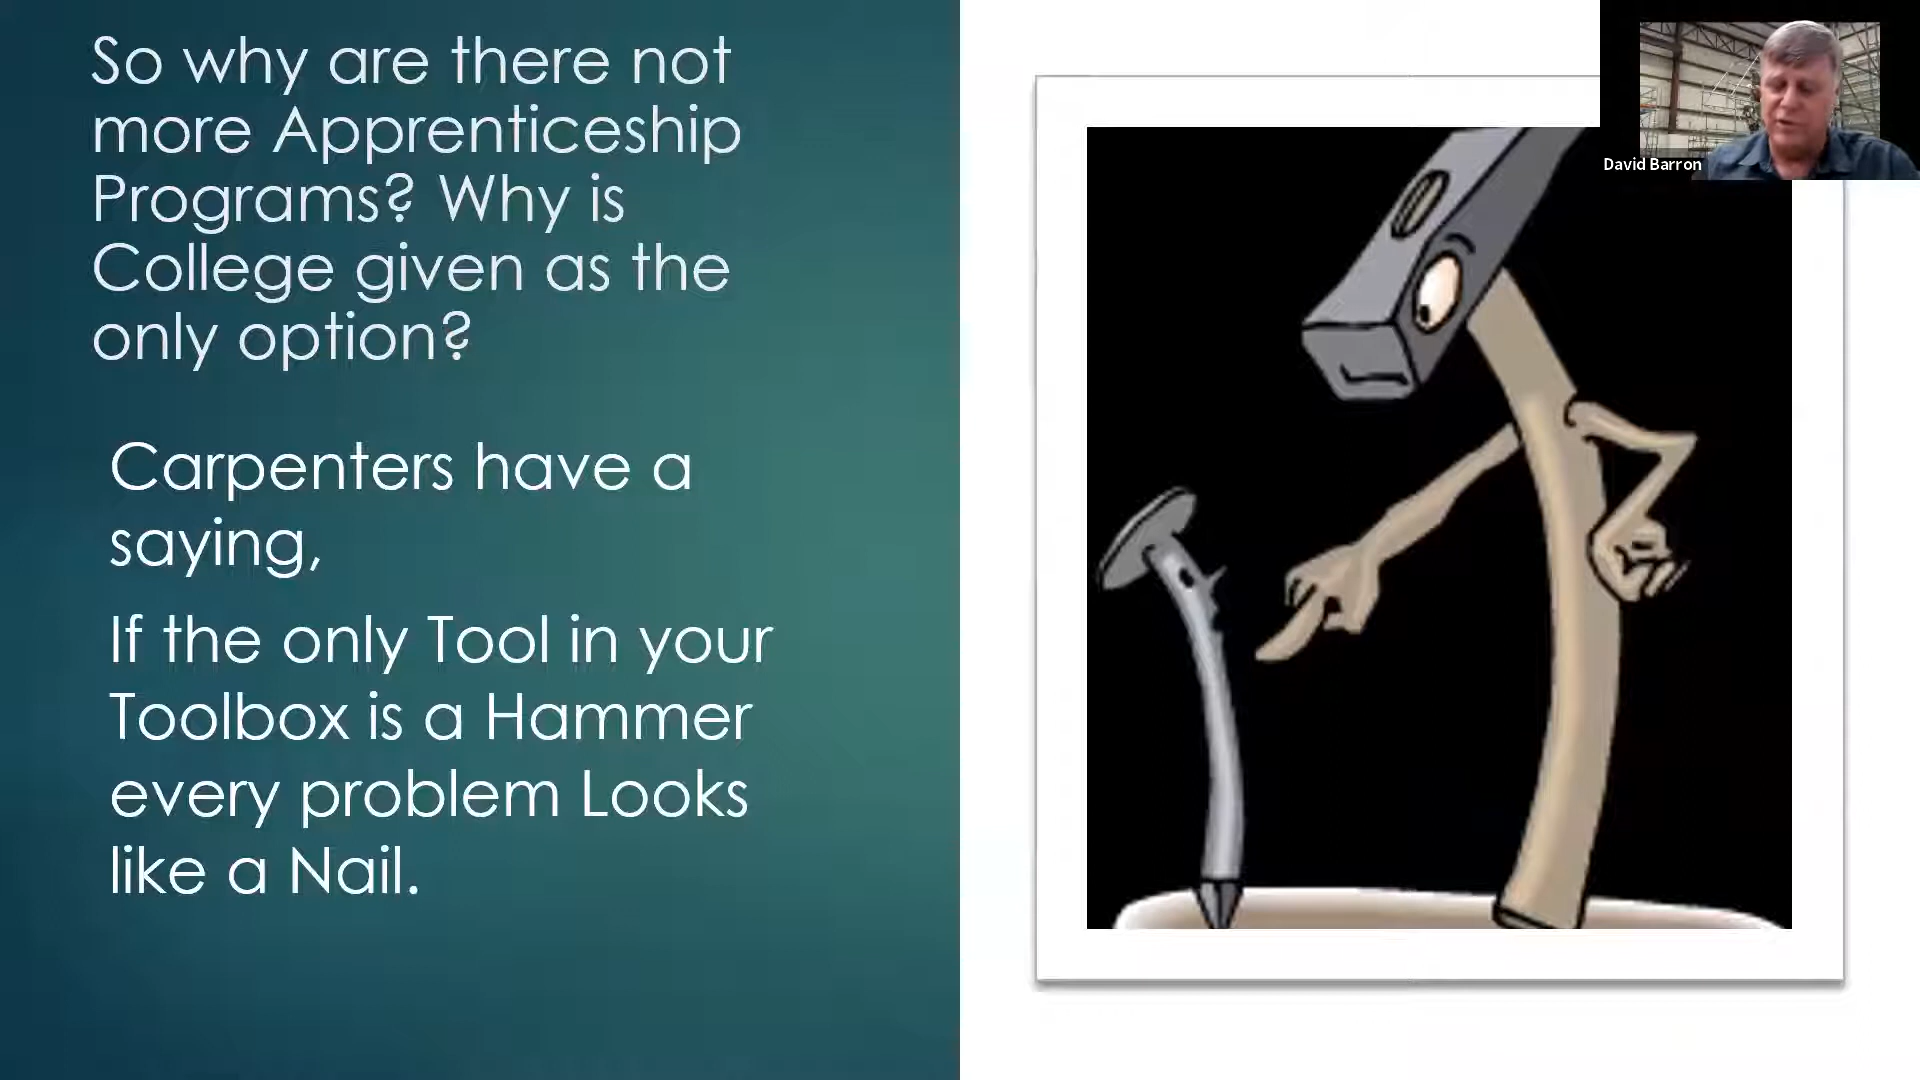 So why are there not
more Apprenticeship
Programs? Why is
College given as the
only option?
Carpenters have a
saying,
If the only Tool in your
Toolbox is a Hammer
every problem Looks
like a Nail.
David Barron